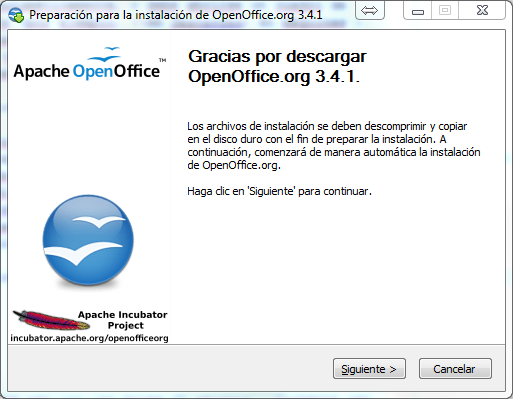 Preparación para la instalación de OpenOffice.org 3.4.1
Apache OpenOffice™
Gracias por descargar
OpenOffice.org 3.4.1.
Los archivos de instalación se deben descomprimir y copiar
en el disco duro con el fin de preparar la instalación. A
continuación, comenzará de manera automática la instalación
de OpenOffice.org.
Haga clic en 'Siguiente' para continuar.
Apache Incubator
Project
incubator.apache.org/openofficeorg
Siguiente >
Cancelar